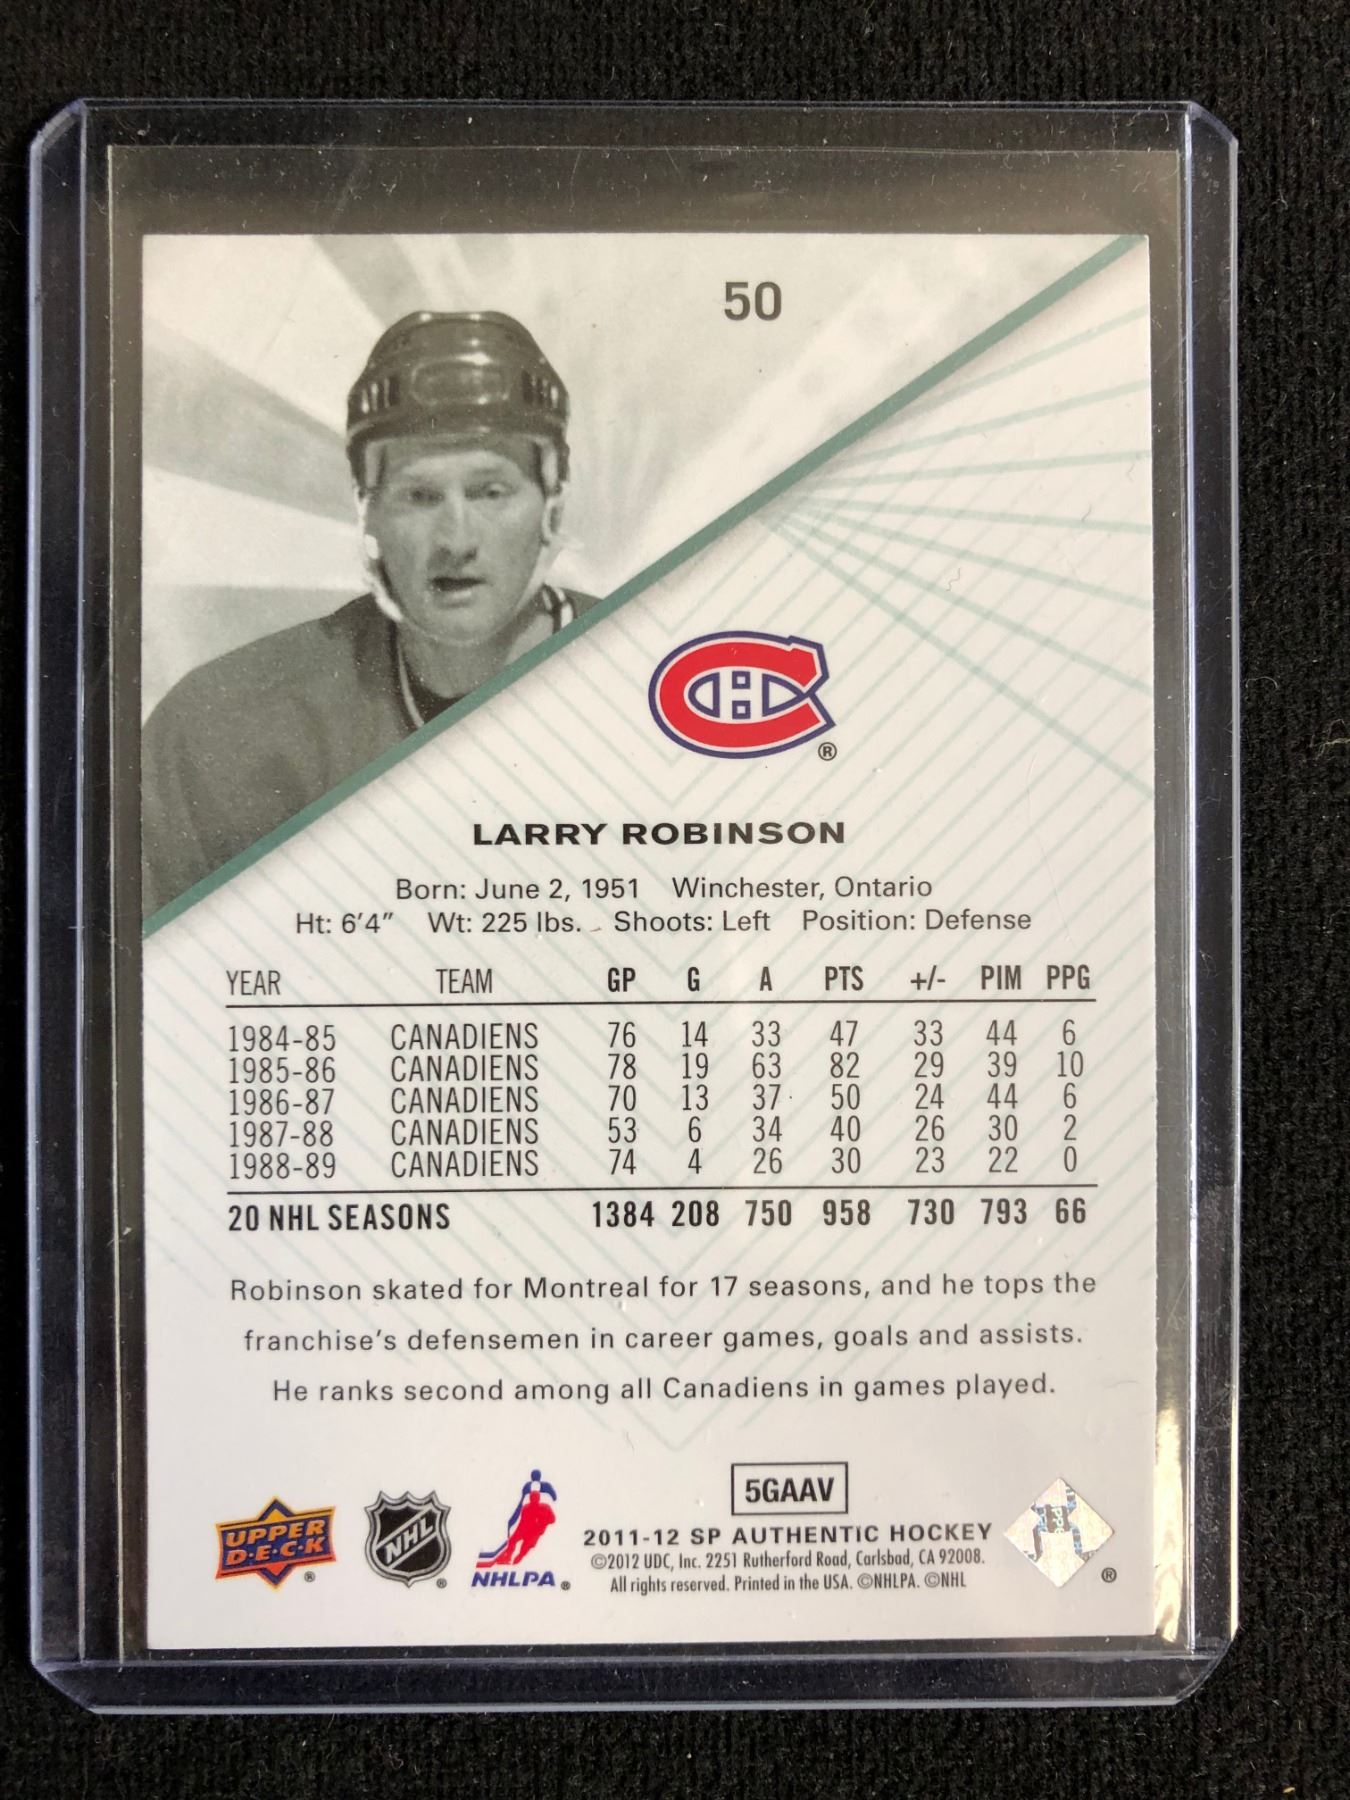 50
®
LARRY ROBINSON
Born: June 2, 1951 Winchester, Ontario
Ht: 6'4" Wt: 225 lbs. Shoots: Left Position: Defense
YEAR TEAM GP G A PTS +/- PIM PPG
1984-85 CANADIENS 76 14 33 47 33 44 6
1985-86 CANADIENS 78 19 63 82 29 39 10
1986-87 CANADIENS 70 13 37 50 24 44 6
1987-88 CANADIENS 53 6 34 40 26 30 2
1988-89 CANADIENS 74 4 26 30 23 22 0
20 NHL SEASONS 1384 208 750 958 730 793 66
Robinson skated for Montreal for 17 seasons, and he tops the
franchise's defensemen in career games, goals and assists.
He ranks second among all Canadiens in games played.
5GAAV
UPPER
D·E·C·K
®
NHL
®
NHLPA ®
2011-12 SP AUTHENTIC HOCKEY
©2012 UDC, Inc. 2251 Rutherford Road, Carlsbad, CA 92008.
All rights reserved. Printed in the USA. ©NHLPA. ©NHL
®